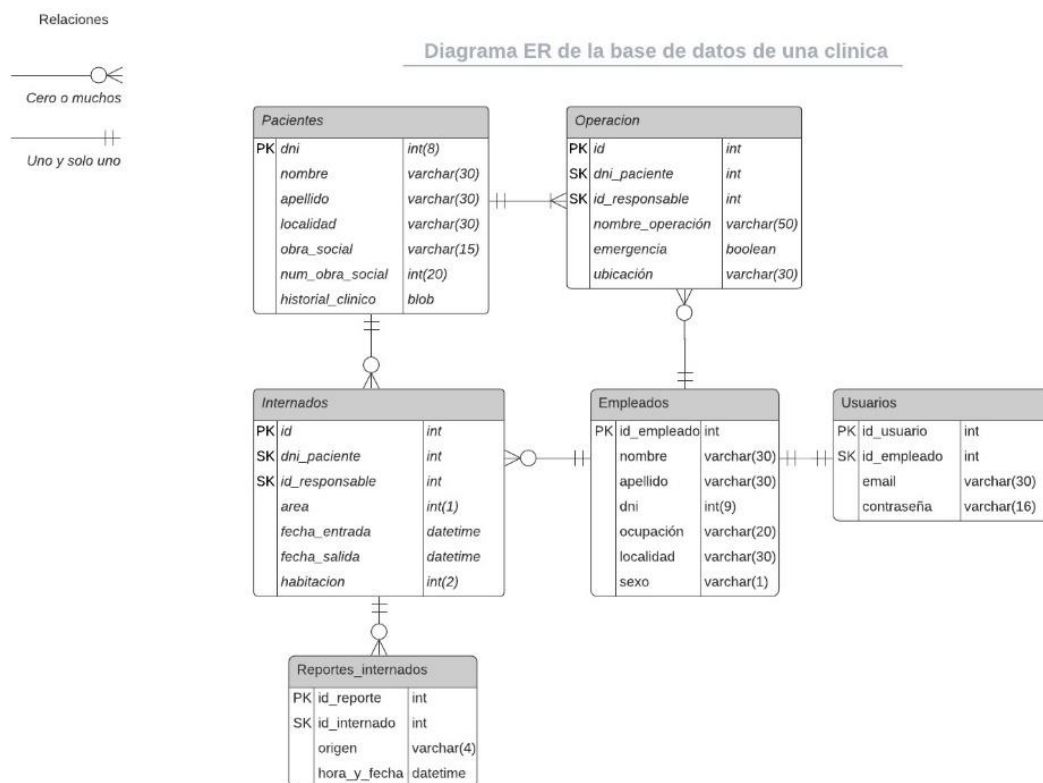 Relaciones
Cero o muchos
Uno y solo uno
Diagrama ER de la base de datos de una clinica
Pacientes
PK dni int(8)
nombre varchar(30)
apellido varchar(30)
localidad varchar(30)
obra_social varchar(15)
num_obra_social int(20)
historial_clinico blob
Operacion
PK id int
SK dni_paciente int
SK id_responsable int
nombre_operación varchar(50)
emergencia boolean
ubicación varchar(30)
Internados
PK id int
SK dni_paciente int
SK id_responsable int
area int(1)
fecha_entrada datetime
fecha_salida datetime
habitacion int(2)
Empleados
PK id_empleado int
nombre varchar(30)
apellido varchar(30)
dni int(9)
ocupación varchar(20)
localidad varchar(30)
sexo varchar(1)
Usuarios
PK id_usuario int
SK id_empleado int
email varchar(30)
contraseña varchar(16)
Reportes_internados
PK id_reporte int
SK id_internado int
origen varchar(4)
hora_y_fecha datetime